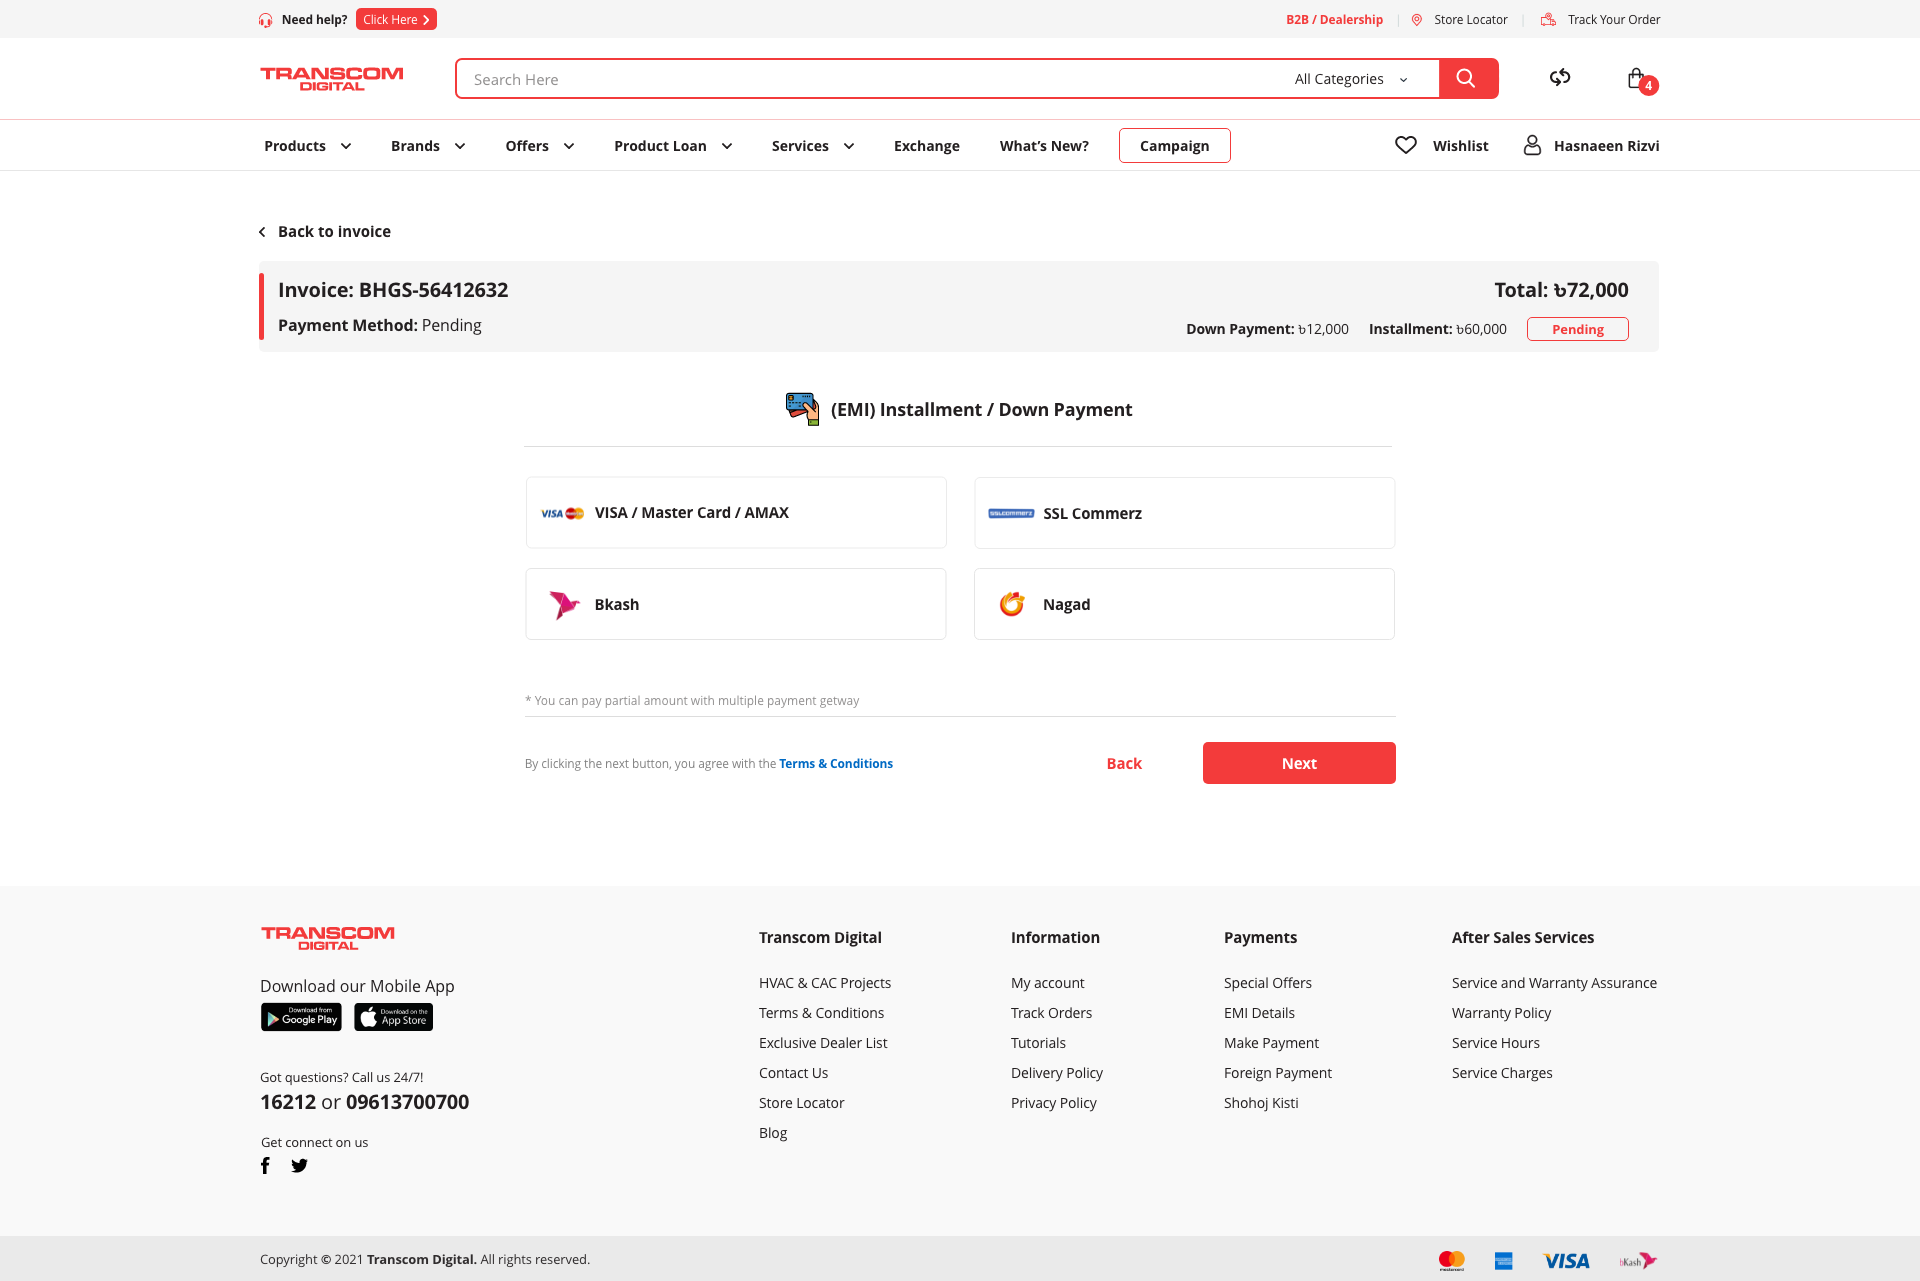 Need help? Click Here
B2B / Dealership | Store Locator | Track Your Order
TRANSCOM
DIGITAL
Search Here
All Categories
4
Products Brands Offers Product Loan Services Exchange What's New? Campaign
Wishlist Hasnaeen Rizvi
Back to invoice
Invoice: BHGS-56412632
Total: ৳72,000
Payment Method: Pending
Down Payment: ৳12,000 Installment: ৳60,000 Pending
(EMI) Installment / Down Payment
VISA VISA / Master Card / AMAX
SSLCOMMERZ SSL Commerz
Bkash
Nagad
* You can pay partial amount with multiple payment getway
By clicking the next button, you agree with the Terms & Conditions
Back
Next
TRANSCOM
DIGITAL
Download our Mobile App
Download from
Google Play
Download on the
App Store
Got questions? Call us 24/7!
16212 or 09613700700
Get connect on us
Transcom Digital
HVAC & CAC Projects
Terms & Conditions
Exclusive Dealer List
Contact Us
Store Locator
Blog
Information
My account
Track Orders
Tutorials
Delivery Policy
Privacy Policy
Payments
Special Offers
EMI Details
Make Payment
Foreign Payment
Shohoj Kisti
After Sales Services
Service and Warranty Assurance
Warranty Policy
Service Hours
Service Charges
Copyright © 2021 Transcom Digital. All rights reserved.
mastercard
VISA
bKash